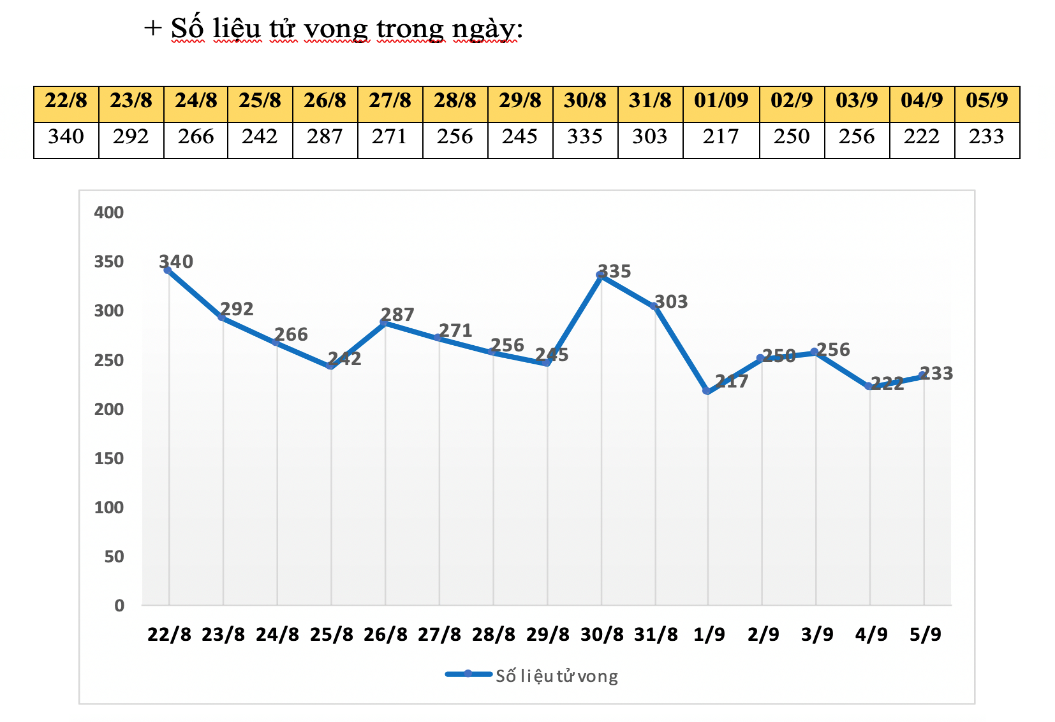 + Số liệu tử vong trong ngày:
22/8 23/8 24/8 25/8 26/8 27/8 28/8 29/8 30/8 31/8 01/09 02/9 03/9 04/9 05/9
340 292 266 242 287 271 256 245 335 303 217 250 256 222 233
400
350
300
250
200
150
100
50
0
340 292 266 242 287 271 256 245 335 303 217 250 256 222 233
22/8 23/8 24/8 25/8 26/8 27/8 28/8 29/8 30/8 31/8 1/9 2/9 3/9 4/9 5/9
Số liệu tử vong